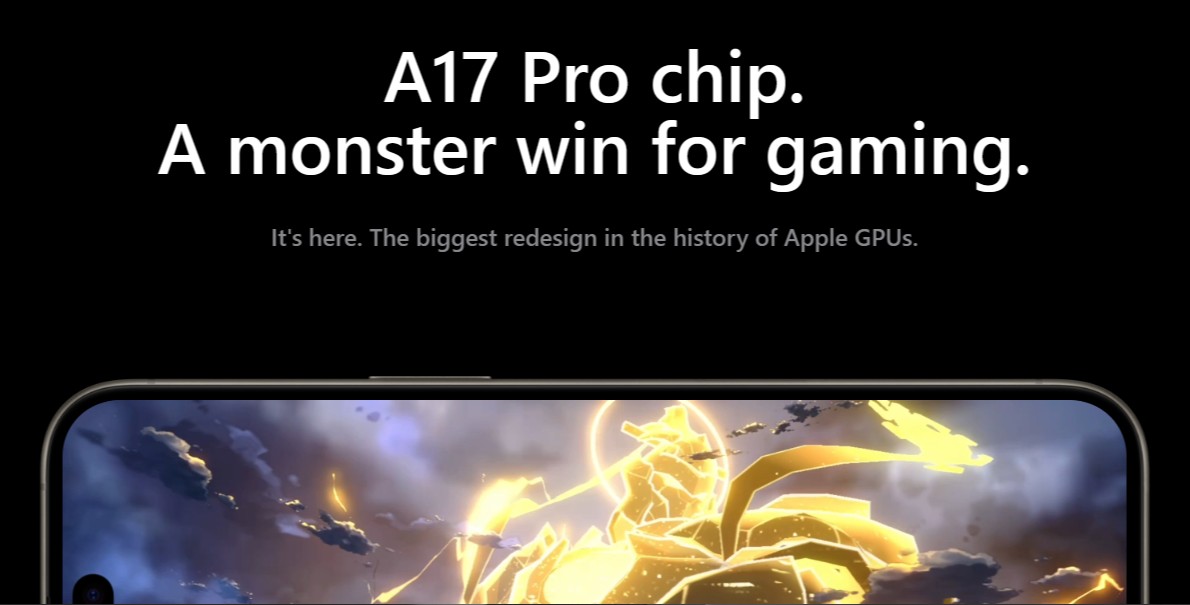 A17 Pro chip.
A monster win for gaming.
It's here. The biggest redesign in the history of Apple GPUs.